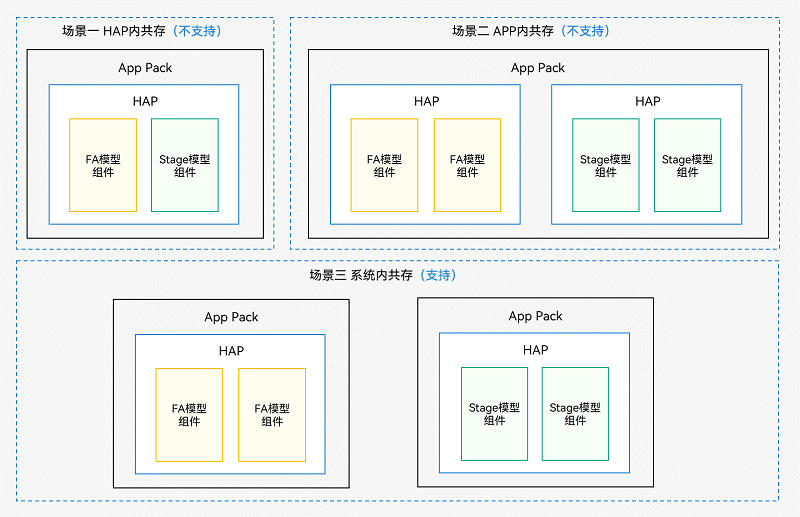 场景一 HAP内共存（不支持）
App Pack
HAP
FA模型
组件
Stage模型
组件
场景二 APP内共存（不支持）
App Pack
HAP
FA模型
组件
FA模型
组件
HAP
Stage模型
组件
Stage模型
组件
场景三 系统内共存（支持）
App Pack
HAP
FA模型
组件
FA模型
组件
App Pack
HAP
Stage模型
组件
Stage模型
组件